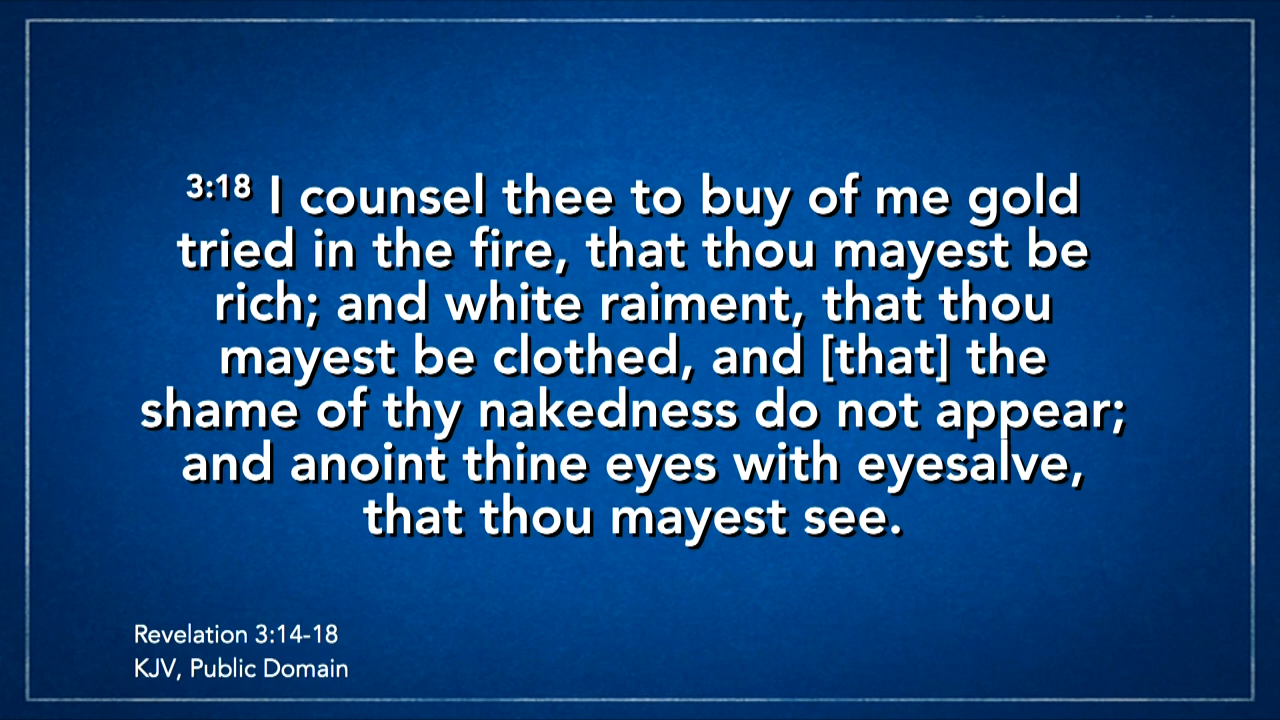 3:18 I counsel thee to buy of me gold
tried in the fire, that thou mayest be
rich; and white raiment, that thou
mayest be clothed, and [that] the
shame of thy nakedness do not appear;
and anoint thine eyes with eyesalve,
that thou mayest see.
Revelation 3:14-18
KJV, Public Domain